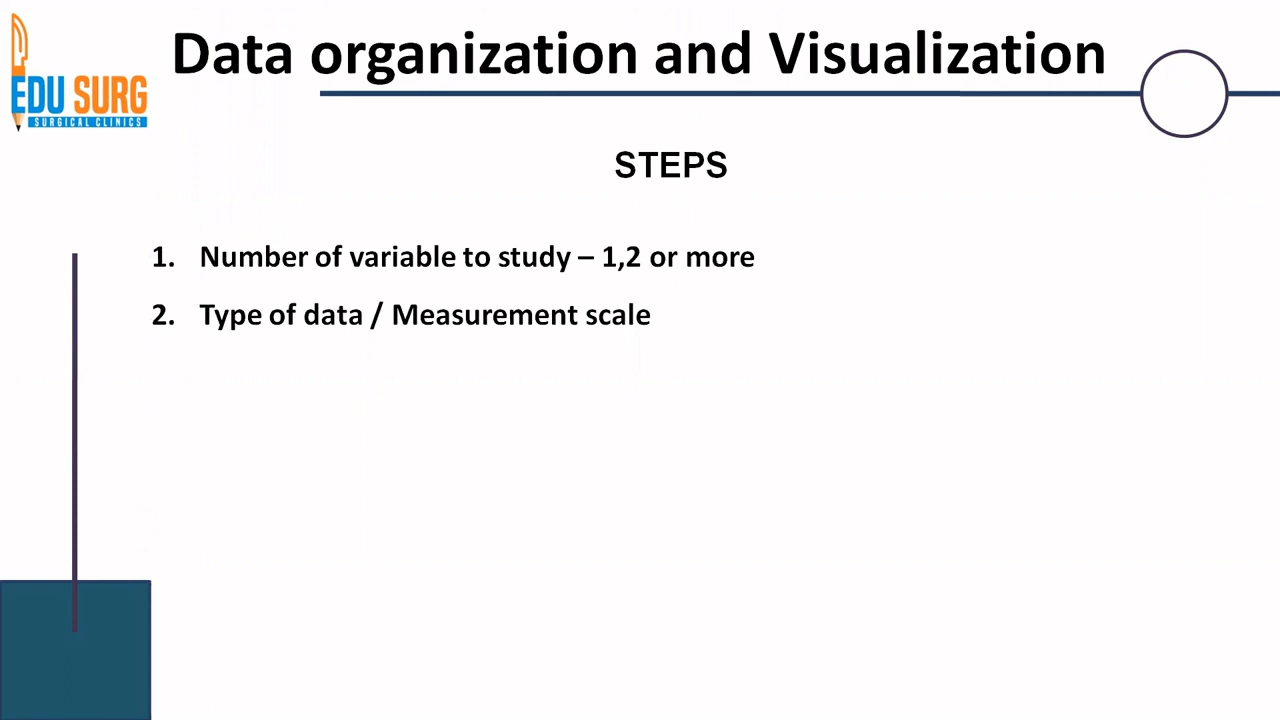 EDU SURG
SURGICAL CLINICS
Data organization and Visualization
STEPS
1. Number of variable to study – 1,2 or more
2. Type of data / Measurement scale